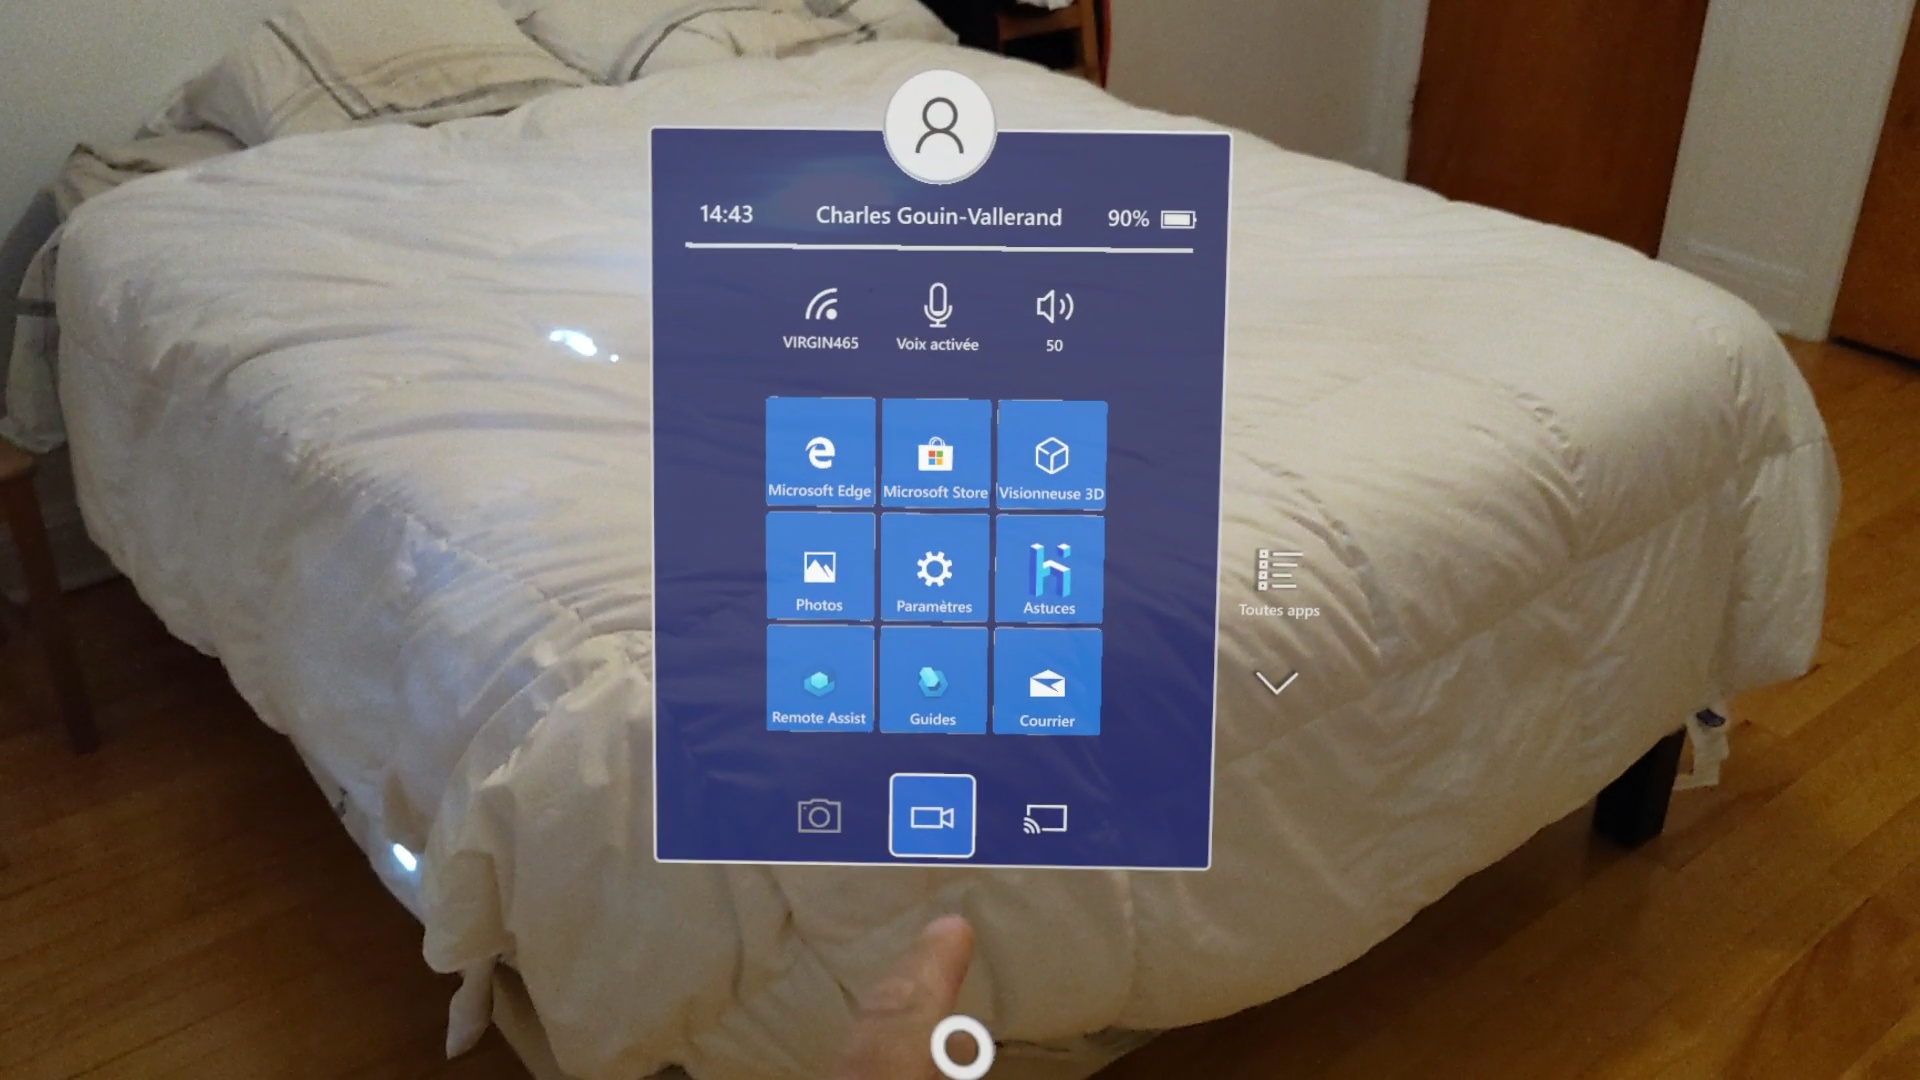 14:43 Charles Gouin-Vallerand 90%
VIRGIN465 Voix activée 50
Microsoft Edge Microsoft Store Visionneuse 3D
Photos Paramètres Astuces
Toutes apps
Remote Assist Guides Courrier